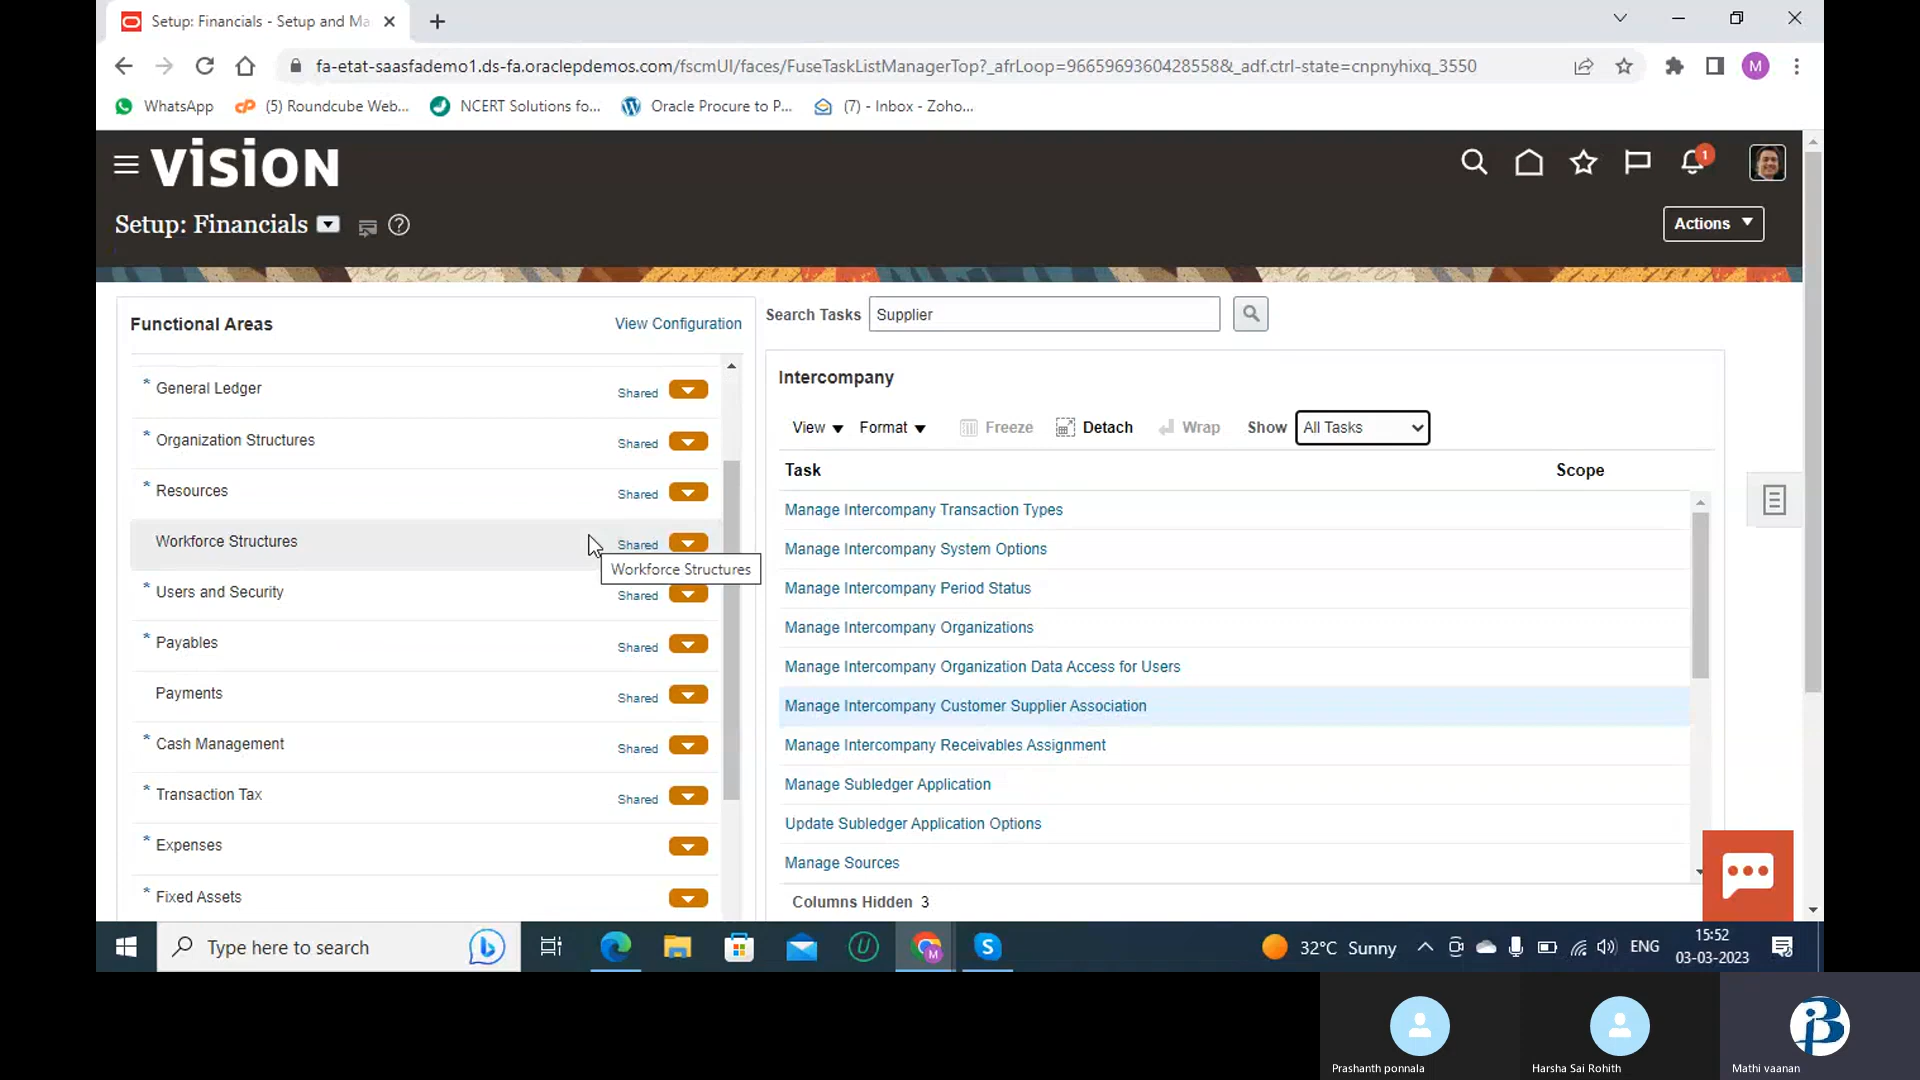 Setup: Financials - Setup and Ma
fa-etat-saasfademo1.ds-fa.oraclepdemos.com/fscmUI/faces/FuseTaskListManagerTop?_afrLoop=9665969360428558&_adf.ctrl-state=cnpnyhixq_3550
M
WhatsApp
(5) Roundcube Web...
NCERT Solutions fo...
Oracle Procure to P...
(7) - Inbox - Zoho...
VISION
1
Setup: Financials
Actions
Functional Areas
View Configuration
General Ledger
Shared
Organization Structures
Shared
Resources
Shared
Workforce Structures
Shared
Workforce Structures
Users and Security
Shared
Payables
Shared
Payments
Shared
Cash Management
Shared
Transaction Tax
Shared
Expenses
Fixed Assets
Search Tasks
Supplier
Intercompany
View
Format
Freeze
Detach
Wrap
Show
All Tasks
Task
Scope
Manage Intercompany Transaction Types
Manage Intercompany System Options
Manage Intercompany Period Status
Manage Intercompany Organizations
Manage Intercompany Organization Data Access for Users
Manage Intercompany Customer Supplier Association
Manage Intercompany Receivables Assignment
Manage Subledger Application
Update Subledger Application Options
Manage Sources
Columns Hidden 3
Type here to search
32°C Sunny
ENG
15:52
03-03-2023
Prashanth ponnala
Harsha Sai Rohith
Mathi vaanan